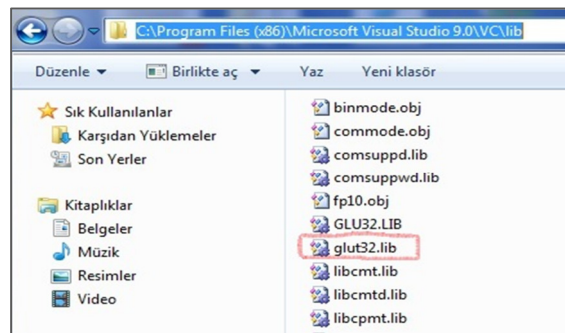 C:\Program Files (x86)\Microsoft Visual Studio 9.0\VC\lib
Düzenle Birlikte aç Yaz Yeni klasör
Sık Kullanılanlar
Karşıdan Yüklemeler
Son Yerler
Kitaplıklar
Belgeler
Müzik
Resimler
Video
binmode.obj
commode.obj
comsuppd.lib
comsuppwd.lib
fp10.obj
GLU32.LIB
glut32.lib
libcmt.lib
libcmtd.lib
libcpmt.lib